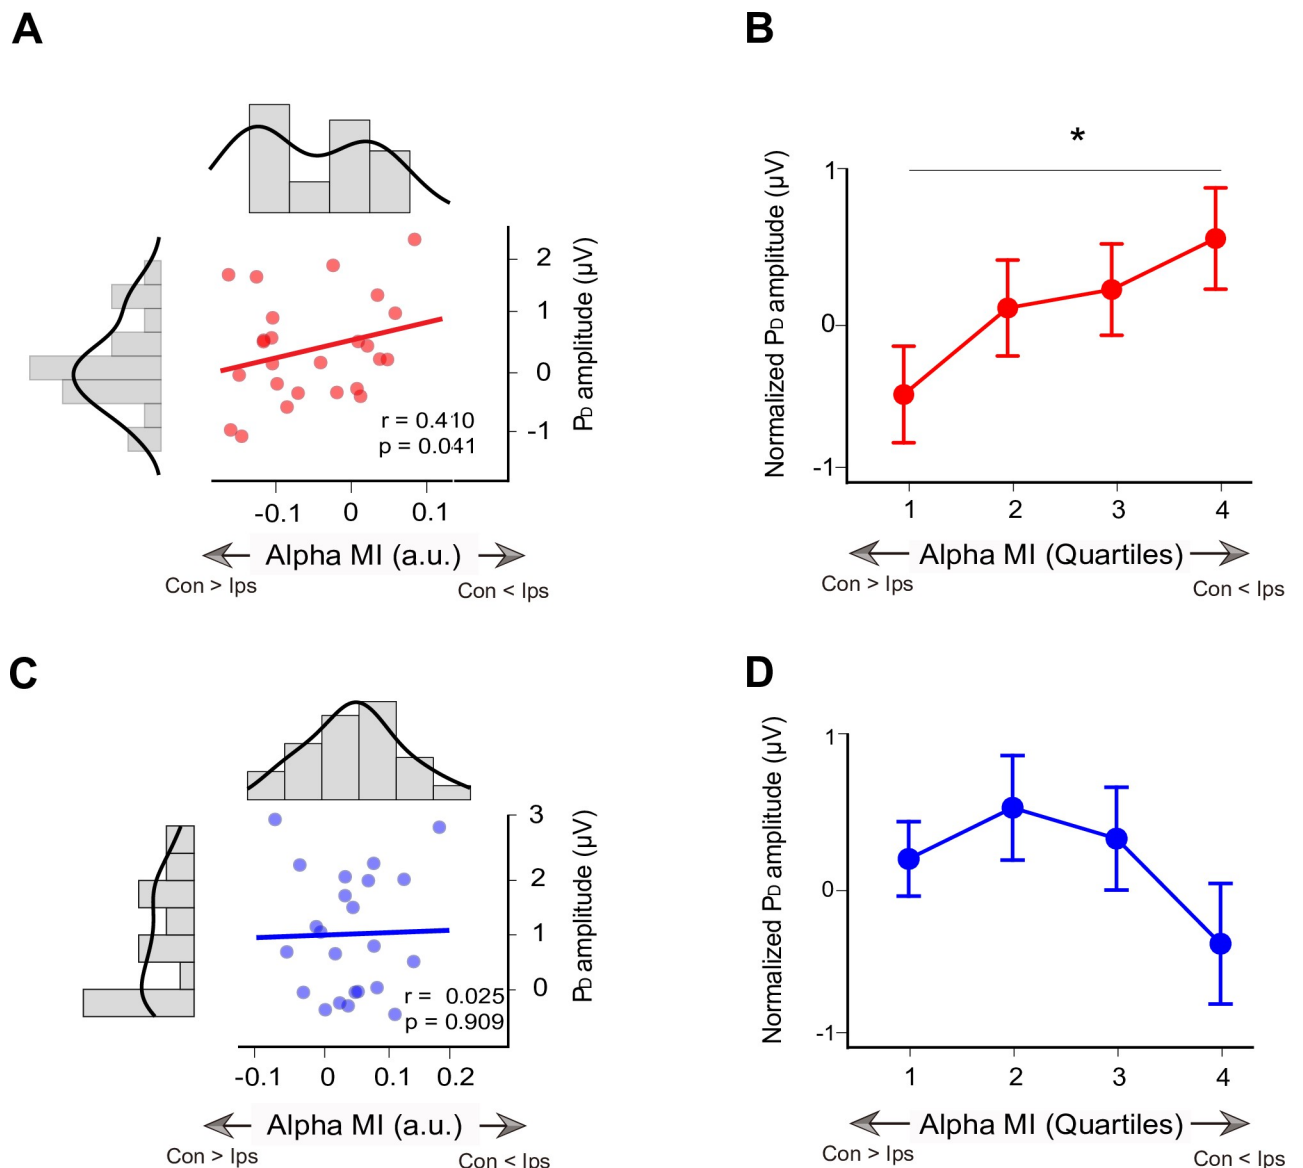 A
2
1
0
-1
PD amplitude (µV)
r = 0.410
p = 0.041
-0.1 0 0.1
Alpha MI (a.u.)
Con > Ips
Con < Ips
B
*
Normalized PD amplitude (µV)
1
0
-1
1 2 3 4
Alpha MI (Quartiles)
Con > Ips
Con < Ips
C
3
2
1
0
PD amplitude (µV)
r = 0.025
p = 0.909
-0.1 0 0.1 0.2
Alpha MI (a.u.)
Con > Ips
Con < Ips
D
Normalized PD amplitude (µV)
1
0
-1
1 2 3 4
Alpha MI (Quartiles)
Con > Ips
Con < Ips